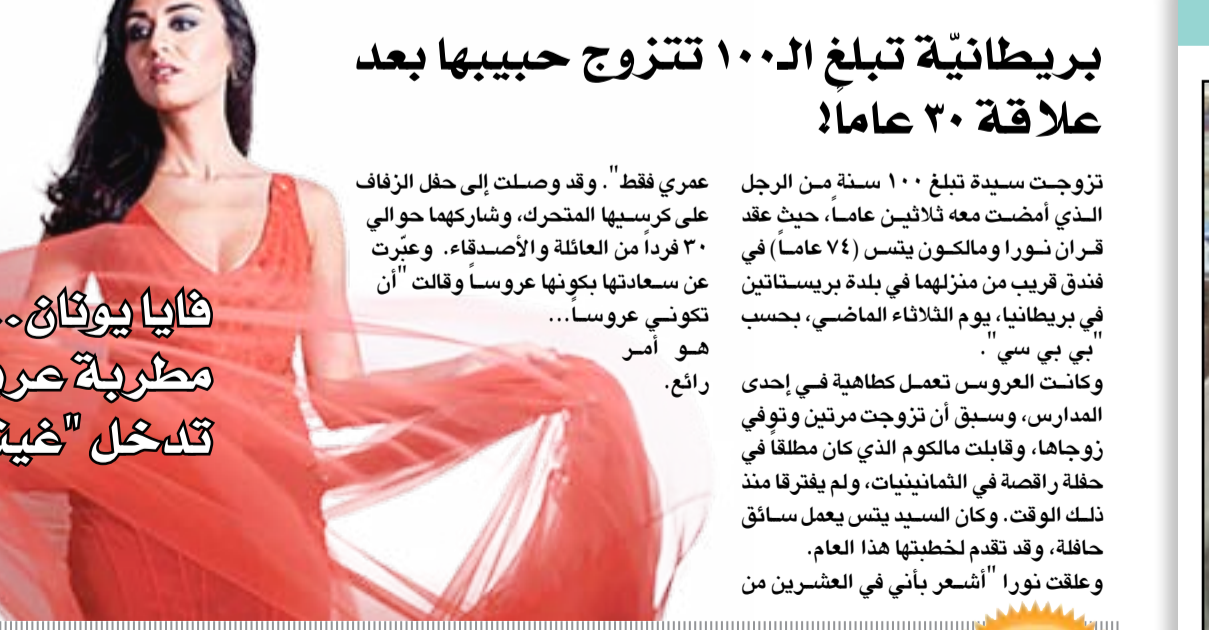 بريطانيّة تبلغ الـ١٠٠ تتزوج حبيبها بعد
علاقة ٣٠ عاماً!
تزوجت سيدة تبلغ ١٠٠ سنة من الرجل
الذي أمضت معه ثلاثين عاماً، حيث عقد
قران نورا ومالكون يتس (٧٤ عاماً) في
فندق قريب من منزلهما في بلدة بريستاتين
في بريطانيا، يوم الثلاثاء الماضي، بحسب
"بي بي سي".
وكانت العروس تعمل كطاهية في إحدى
المدارس، وسبق أن تزوجت مرتين وتوفي
زوجاها، وقابلت مالكوم الذي كان مطلقاً في
حفلة راقصة في الثمانينيات، ولم يفترقا منذ
ذلك الوقت. وكان السيد يتس يعمل سائق
حافلة، وقد تقدم لخطبتها هذا العام.
وعلقت نورا "أشعر بأني في العشرين من
عمري فقط". وقد وصلت إلى حفل الزفاف
على كرسيها المتحرك، وشاركهما حوالي
٣٠ فرداً من العائلة والأصدقاء. وعبّرت
عن سعادتها بكونها عروساً وقالت "أن
تكوني عروساً...
هو أمر
رائع.
فايا يونان..
مطربة
تدخل